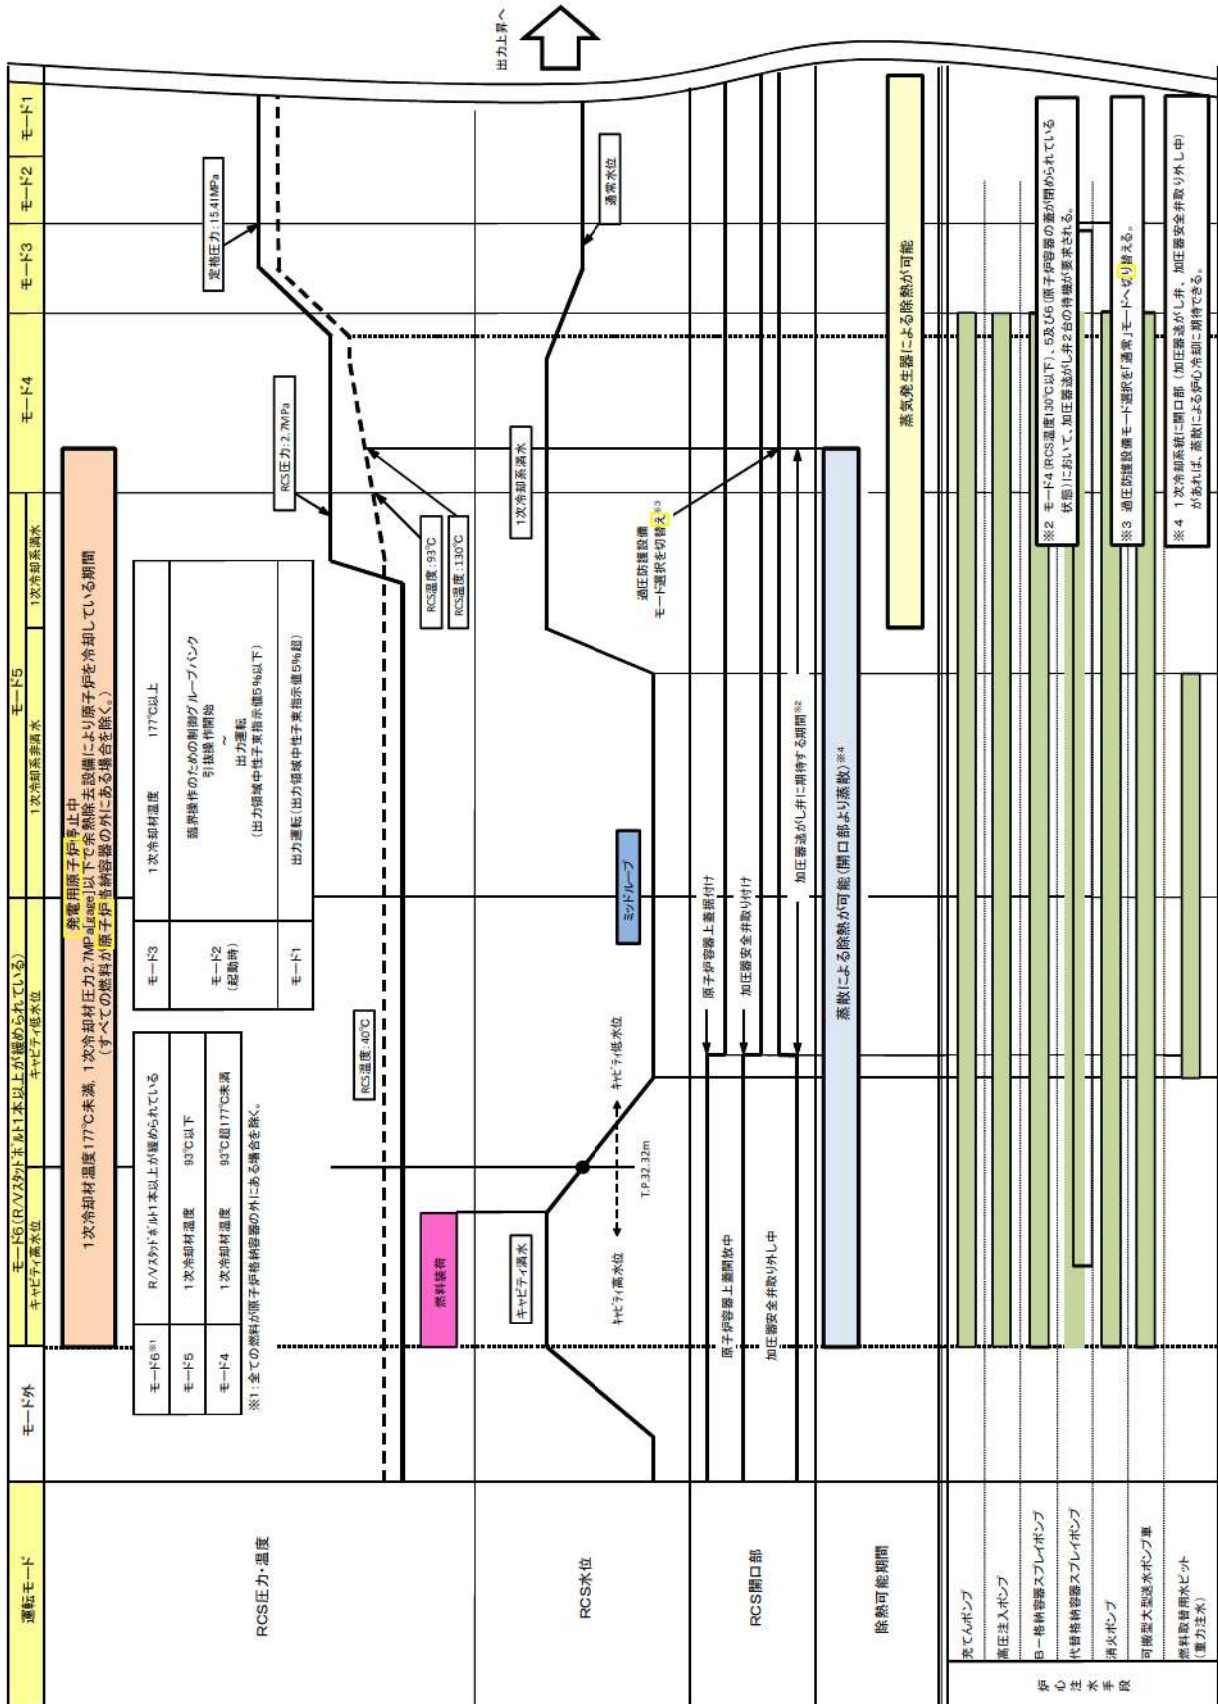 運転モード
モード外
モード6(R/Vスタッドボルト1本以上が緩められている)
キャビティ高水位
キャビティ低水位
モード5
1次冷却系非満水
1次冷却系満水
モード4
モード3
モード2
モード1
出力上昇へ
RCS圧力・温度
発電用原子炉停止中
1次冷却材温度177℃未満、1次冷却材圧力2.7MPa[gage]以下で余熱除去設備により原子炉を冷却している期間
(すべての燃料が原子炉格納容器の外にある場合を除く。)
モード6※1
R/Vスタッドボルト1本以上が緩められている
モード5
1次冷却材温度 93℃以下
モード4
1次冷却材温度 93℃超177℃未満
※1:全ての燃料が原子炉格納容器の外にある場合を除く。
モード3
1次冷却材温度 177℃以上
モード2
(起動時)
臨界操作のための制御グループバンク
引抜操作開始
~
出力運転
(出力領域中性子束指示値5%以下)
モード1
出力運転(出力領域中性子束指示値5%超)
RCS温度:40℃
RCS圧力:2.7MPa
定格圧力:15.41MPa
RCS温度:93℃
RCS温度:130℃
RCS水位
燃料装荷
キャビティ満水
キャビティ高水位
キャビティ低水位
T.P.32.32m
ミッドループ
1次冷却系満水
通常水位
RCS開口部
原子炉容器上蓋開放中
原子炉容器上蓋据付け
加圧器安全弁取り外し中
加圧器安全弁取り付け
加圧器逃がし弁に期待する期間※2
過圧防護設備
モード選択を切替え※3
除熱可能期間
蒸散による除熱が可能(開口部より蒸散)※4
蒸気発生器による除熱が可能
炉心注水手段
充てんポンプ
高圧注入ポンプ
B-格納容器スプレイポンプ
代替格納容器スプレイポンプ
消火ポンプ
可搬型大型送水ポンプ車
燃料取替用水ピット
(重力注水)
※2 モード4(RCS温度130℃以下)、5及び6(原子炉容器の蓋が閉められている
状態)において、加圧器逃がし弁2台の待機が要求される。
※3 過圧防護設備モード選択を「通常」モードへ切り替える。
※4 1次冷却系統に開口部(加圧器逃がし弁、加圧器安全弁取り外し中)
があれば、蒸散による炉心冷却に期待できる。